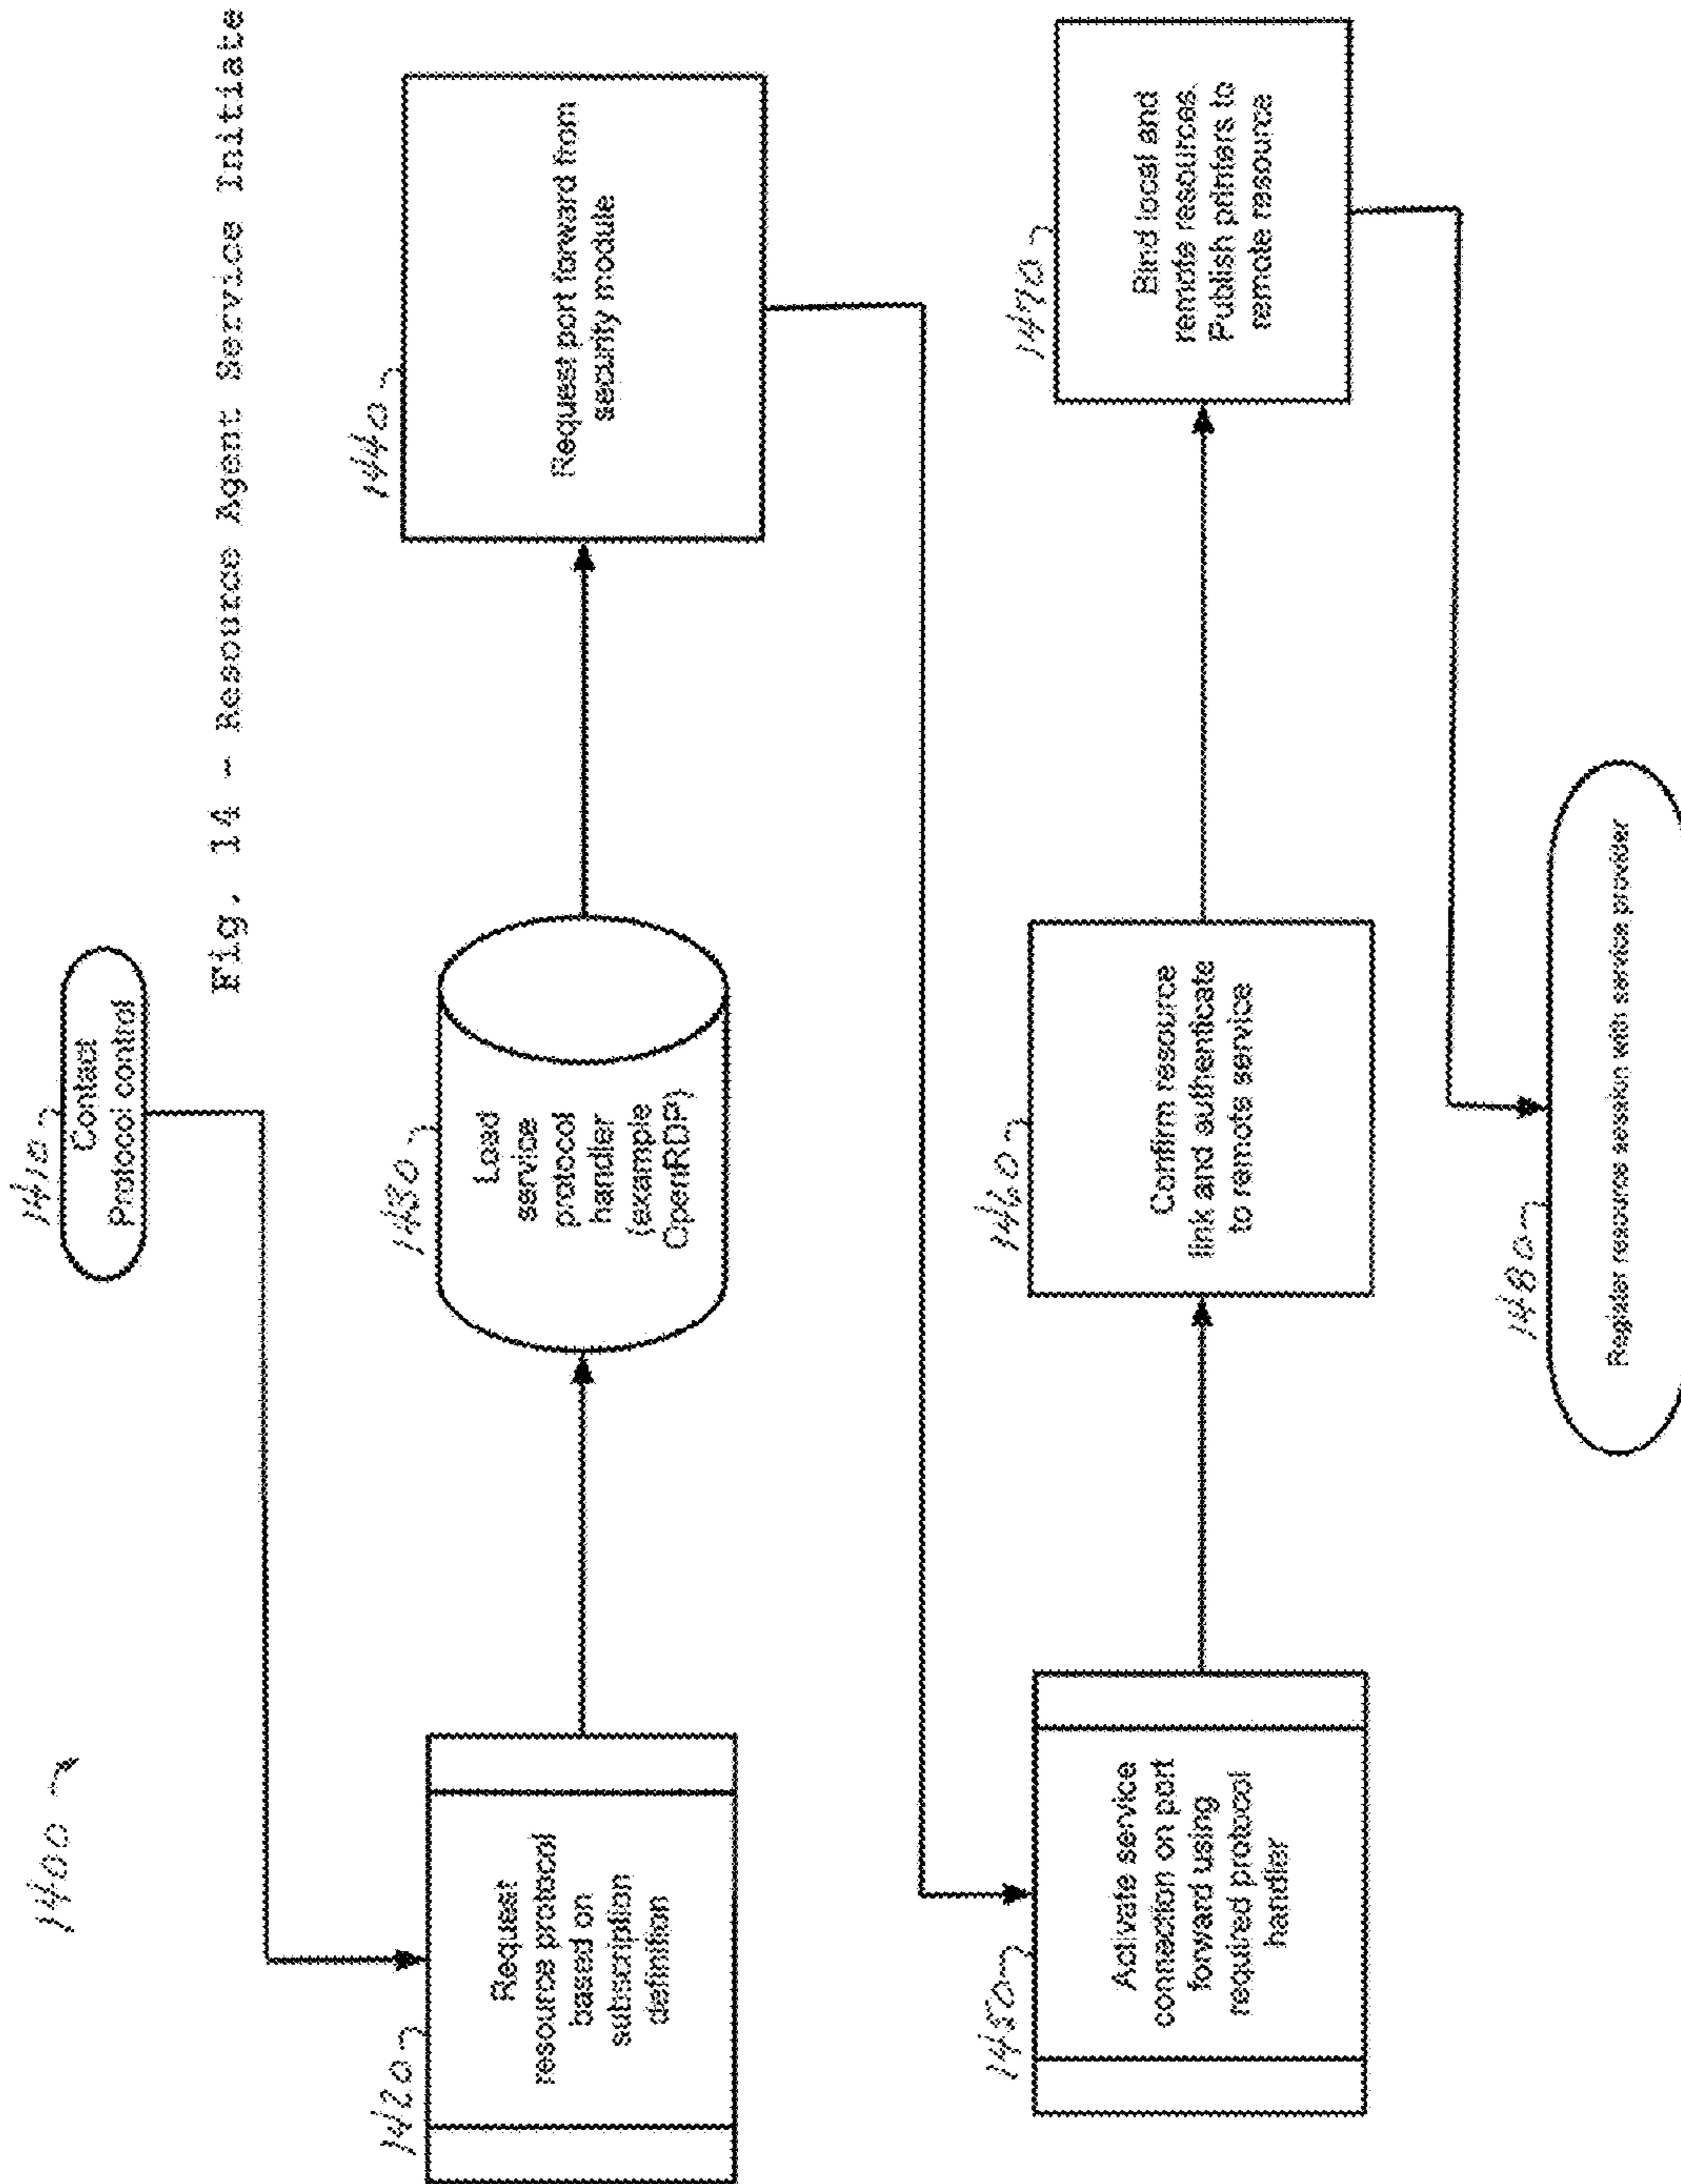 1400
1410
Contact
Protocol control
Fig. 14 - Resource Agent Service Initiate
1420
Request
resource protocol
based on
subscription
definition
1430
Load
service
protocol
handler
(example
OpenRDP)
1440
Request port forward from
security module
1450
Activate service
connection on port
forward using
required protocol
handler
1460
Confirm resource
link and authenticate
to remote service
1470
Bind local and
remote resources.
Publish printers to
remote resource
1480
Register resources session with service provider